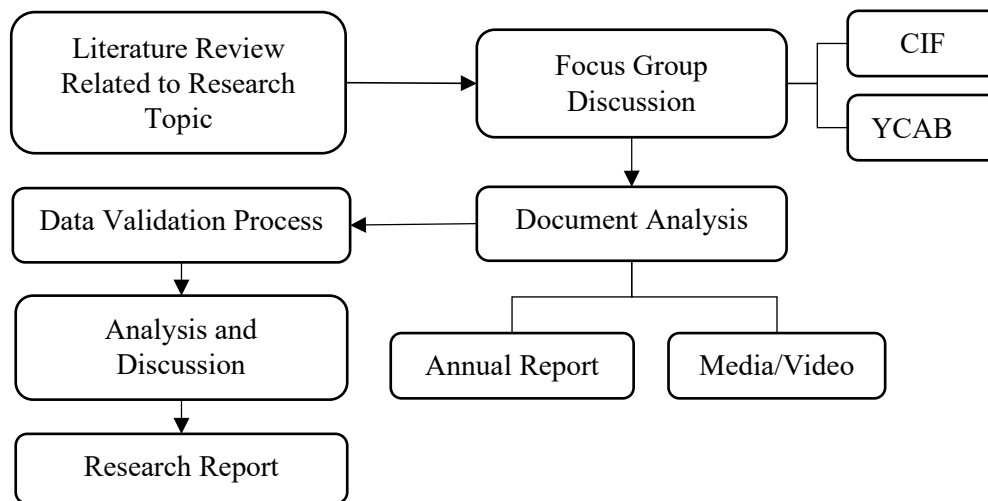 Literature Review
Related to Research
Topic
Focus Group
Discussion
CIF
YCAB
Data Validation Process
Document Analysis
Analysis and
Discussion
Annual Report
Media/Video
Research Report